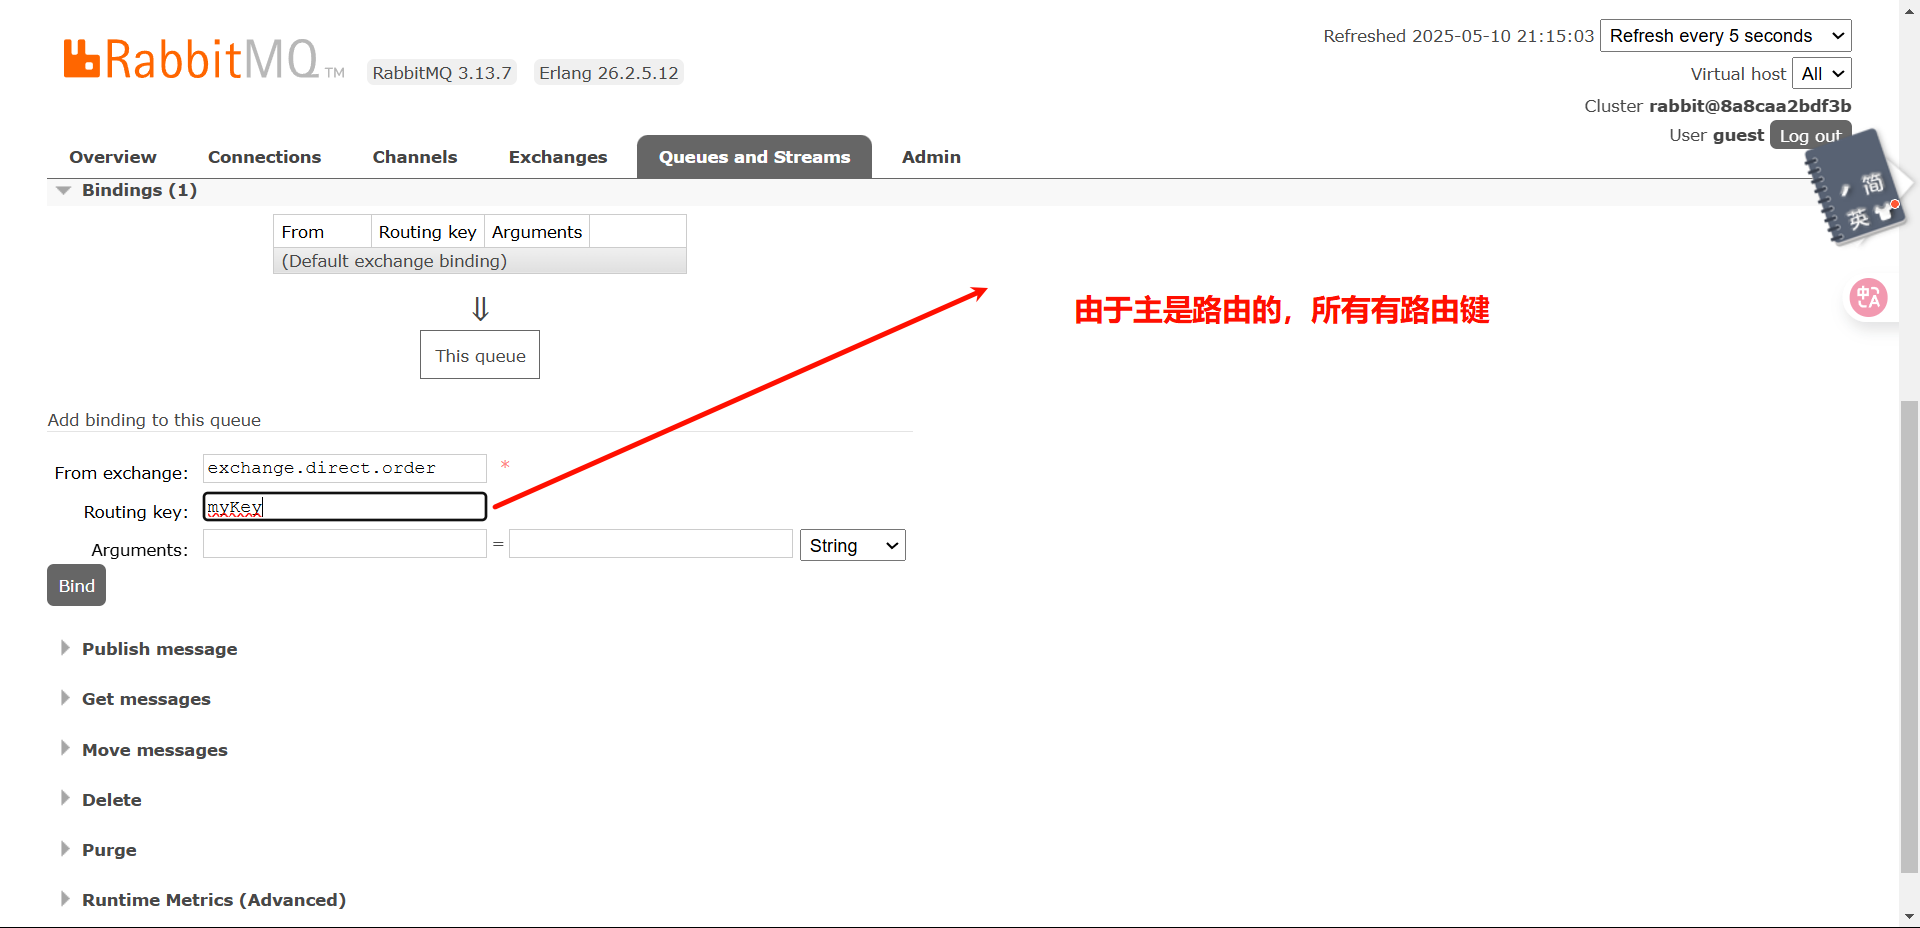 Refreshed 2025-05-10 21:15:03 Refresh every 5 seconds
RabbitMQ TM RabbitMQ 3.13.7 Erlang 26.2.5.12
Virtual host All
Cluster rabbit@8a8caa2bdf3b
User guest Log out
Overview Connections Channels Exchanges Queues and Streams Admin
简
英
Bindings (1)
From Routing key Arguments
(Default exchange binding)
⇓
This queue
由于主是路由的，所有有路由键
中A
Add binding to this queue
From exchange: exchange.direct.order *
Routing key: myKey
Arguments: = String
Bind
Publish message
Get messages
Move messages
Delete
Purge
Runtime Metrics (Advanced)